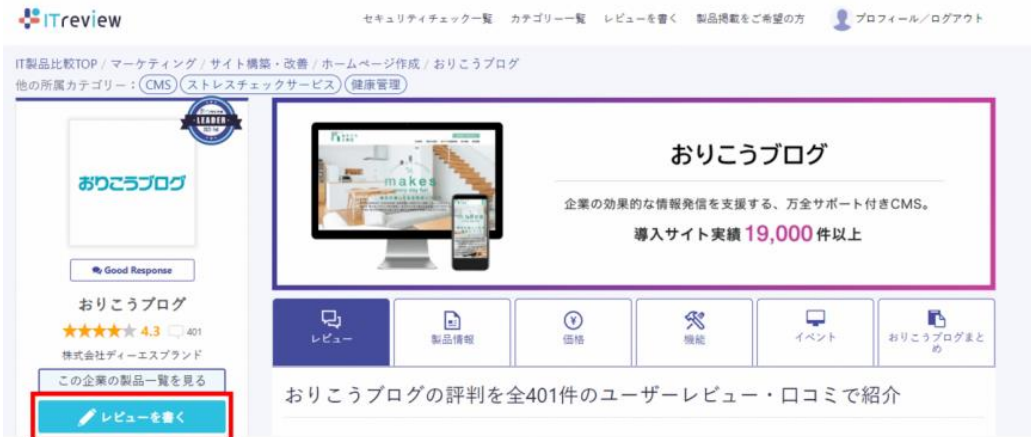 ITreview
セキュリティチェック一覧 カテゴリー一覧 レビューを書く 製品掲載をご希望の方 プロフィール／ログアウト
IT製品比較TOP / マーケティング / サイト構築・改善 / ホームページ作成 / おりこうブログ
他の所属カテゴリー： CMS ストレスチェックサービス 健康管理
LEADER
おりこうブログ
Good Response
おりこうブログ
4.3 401
株式会社ディーエスブランド
この企業の製品一覧を見る
レビューを書く
makes
おりこうブログ
企業の効果的な情報発信を支援する、万全サポート付きCMS。
導入サイト実績19,000件以上
レビュー
製品情報
価格
機能
イベント
おりこうブログまと
め
おりこうブログの評判を全401件のユーザーレビュー・口コミで紹介